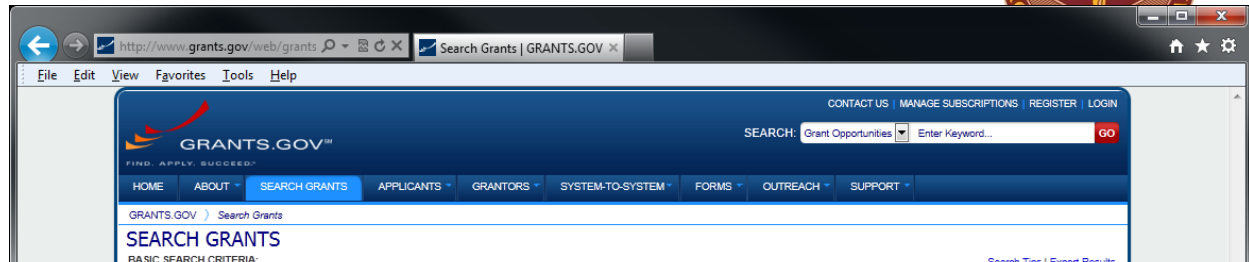 http://www.grants.gov/web/grants
Search Grants | GRANTS.GOV
File Edit View Favorites Tools Help
CONTACT US | MANAGE SUBSCRIPTIONS | REGISTER | LOGIN
SEARCH: Grant Opportunities Enter Keyword... GO
GRANTS.GOV℠
FIND. APPLY. SUCCEED.℠
HOME ABOUT SEARCH GRANTS APPLICANTS GRANTORS SYSTEM-TO-SYSTEM FORMS OUTREACH SUPPORT
GRANTS.GOV 〉 Search Grants
SEARCH GRANTS
BASIC SEARCH CRITERIA:
Search Tips | Export Results